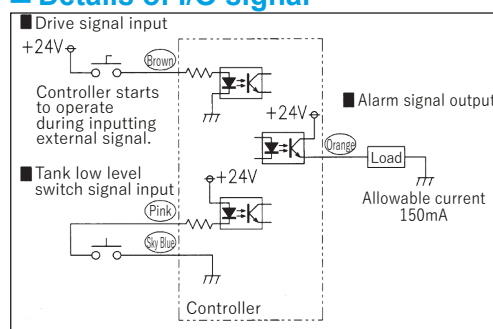 ■ Details of I/O signal
■ Drive signal input
+24V
Brown
Controller starts
to operate
during inputting
external signal.
+24V
■ Alarm signal output
Orange
Load
Allowable current
150mA
■ Tank low level
switch signal input
+24V
Pink
Sky Blue
Controller